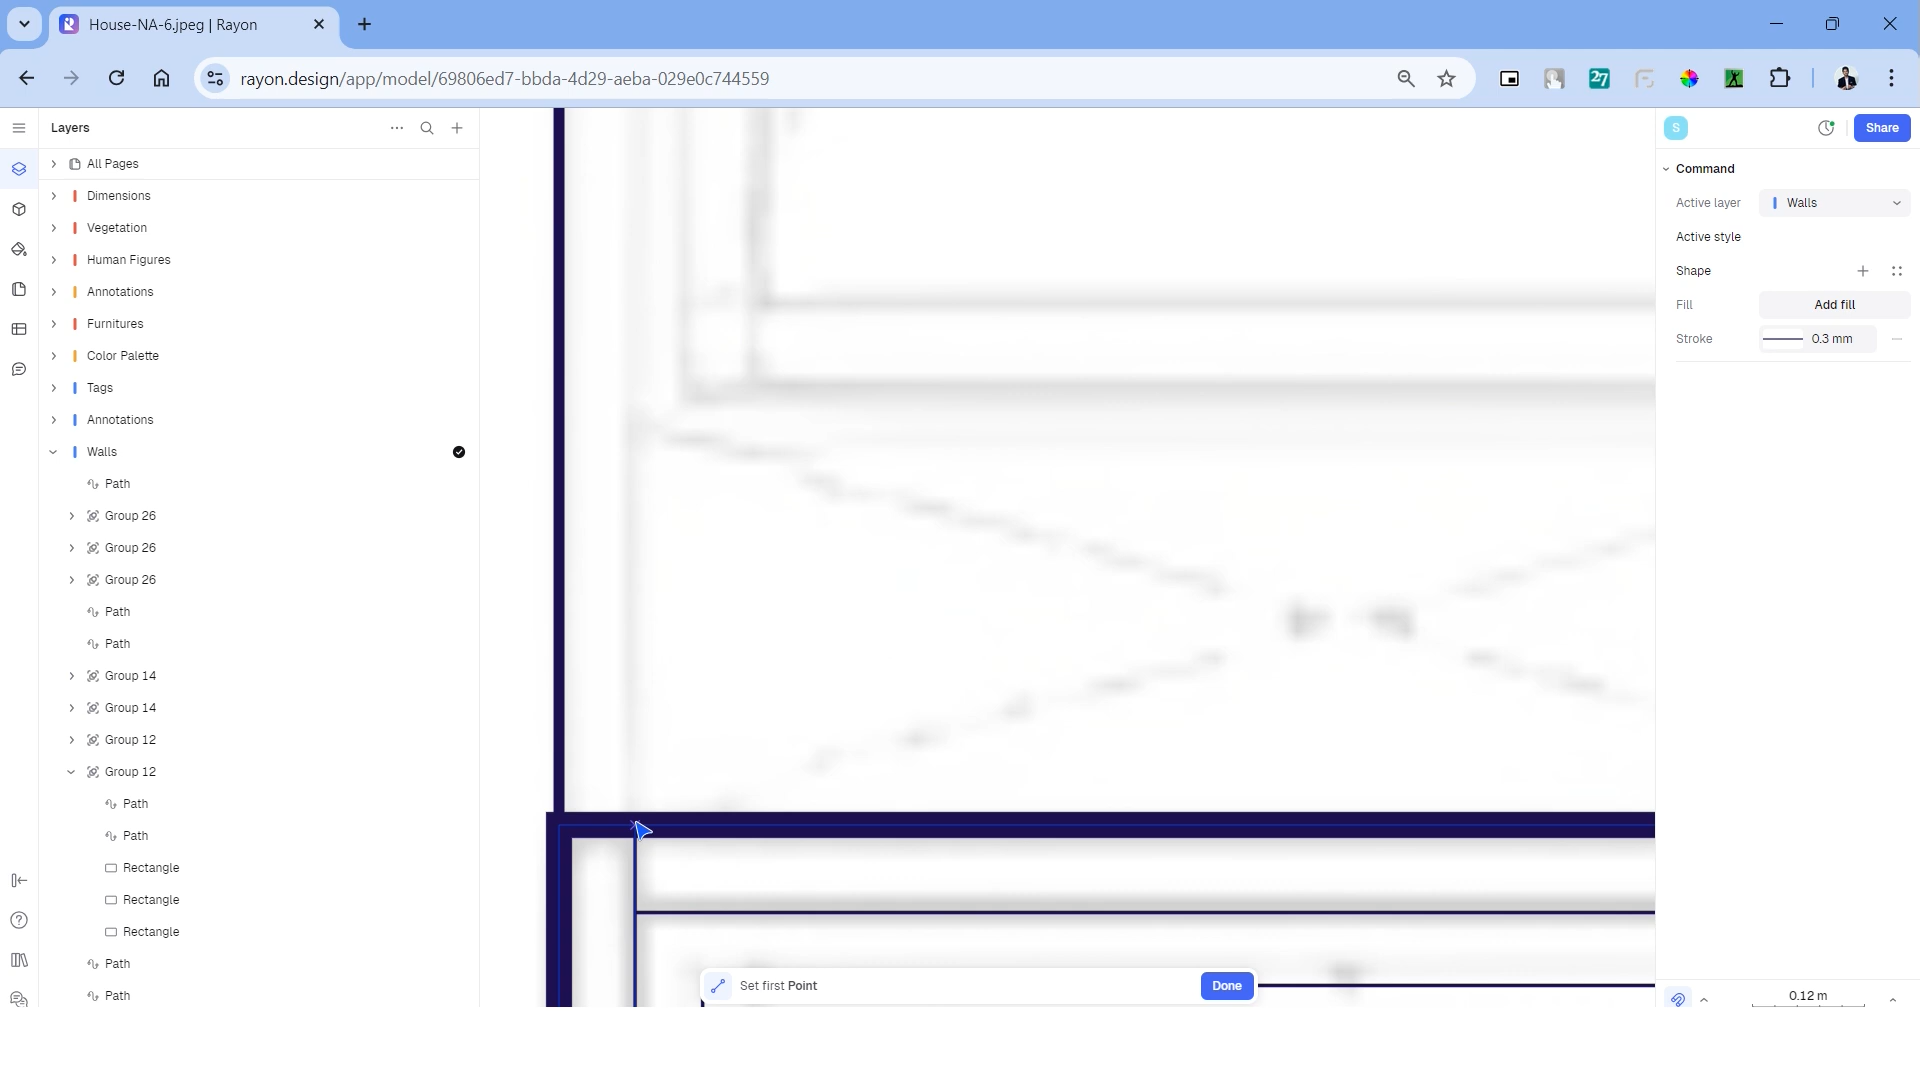 House-NA-6.jpeg | Rayon
rayon.design/app/model/69806ed7-bbda-4d29-aeba-029e0c744559
27
Layers
S
Share
All Pages
Command
Dimensions
Active layer
Walls
Vegetation
Active style
Human Figures
Shape
Annotations
Fill
Add fill
Furnitures
Stroke
0.3 mm
Color Palette
Tags
Annotations
Walls
Path
Group 26
Group 26
Group 26
Path
Path
Group 14
Group 14
Group 12
Group 12
Path
Path
Rectangle
Rectangle
Rectangle
Path
Path
Set first Point
Done
0.12 m